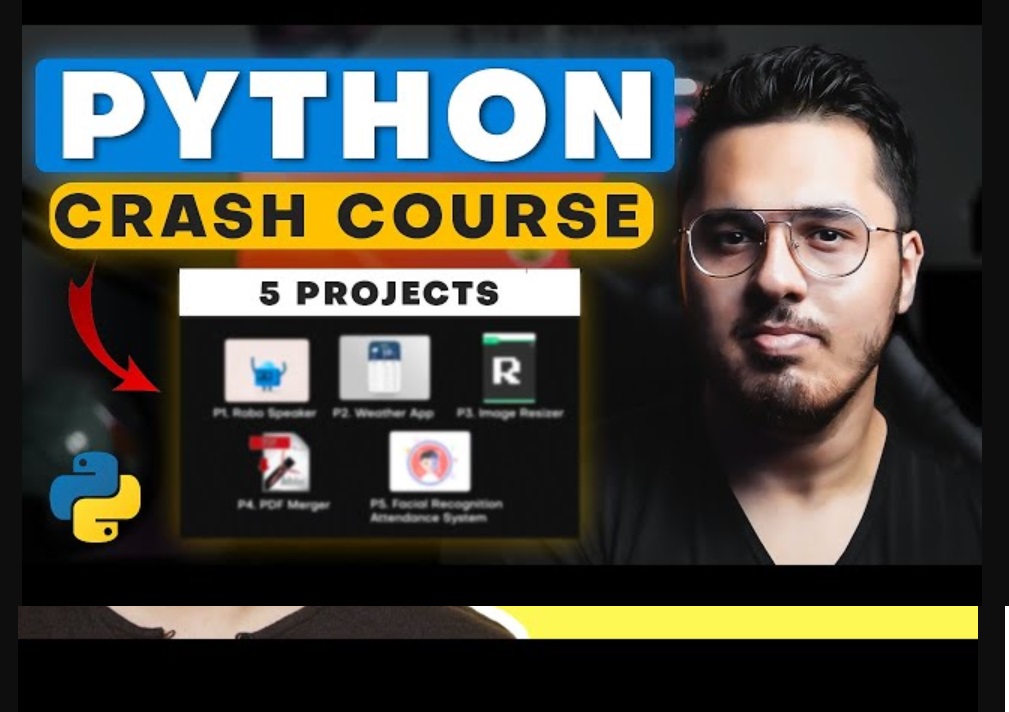 PYTHON
CRASH COURSE
5 PROJECTS
P1. Robo Speaker
P2. Weather App
P3. Image Resizer
R
P4. PDF Merger
P5. Facial Recognition
Attendance System